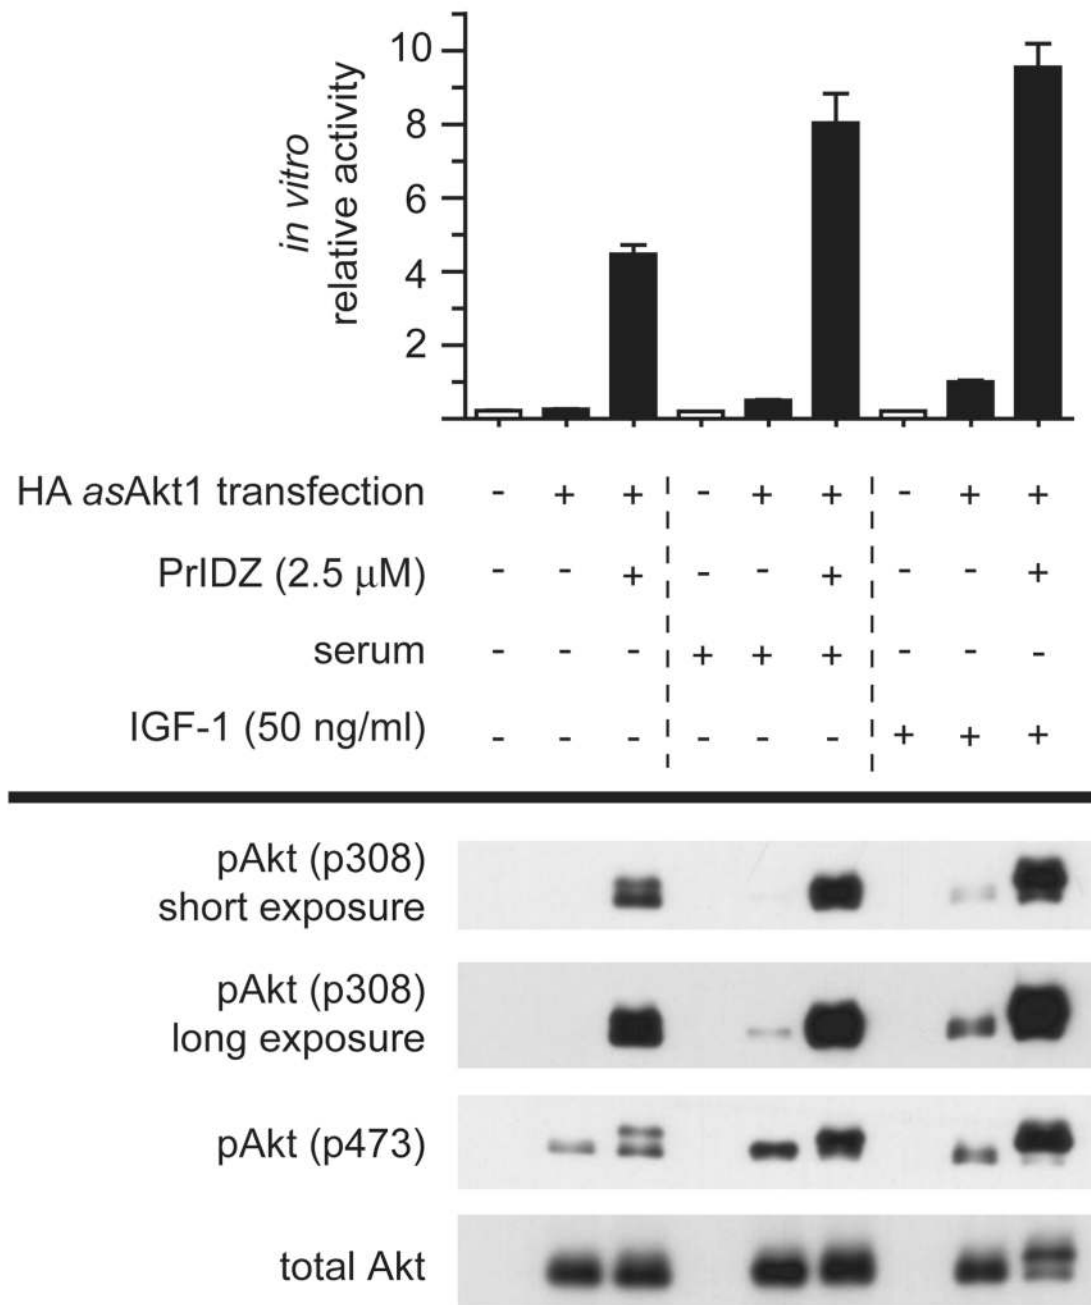 10
8
6
4
2
in vitro
relative activity
HA asAkt1 transfection - + + - + + - + +
PrIDZ (2.5 μM) - - + - - + - - +
serum - - - + + + - - -
IGF-1 (50 ng/ml) - - - - - - + + +
pAkt (p308)
short exposure
pAkt (p308)
long exposure
pAkt (p473)
total Akt